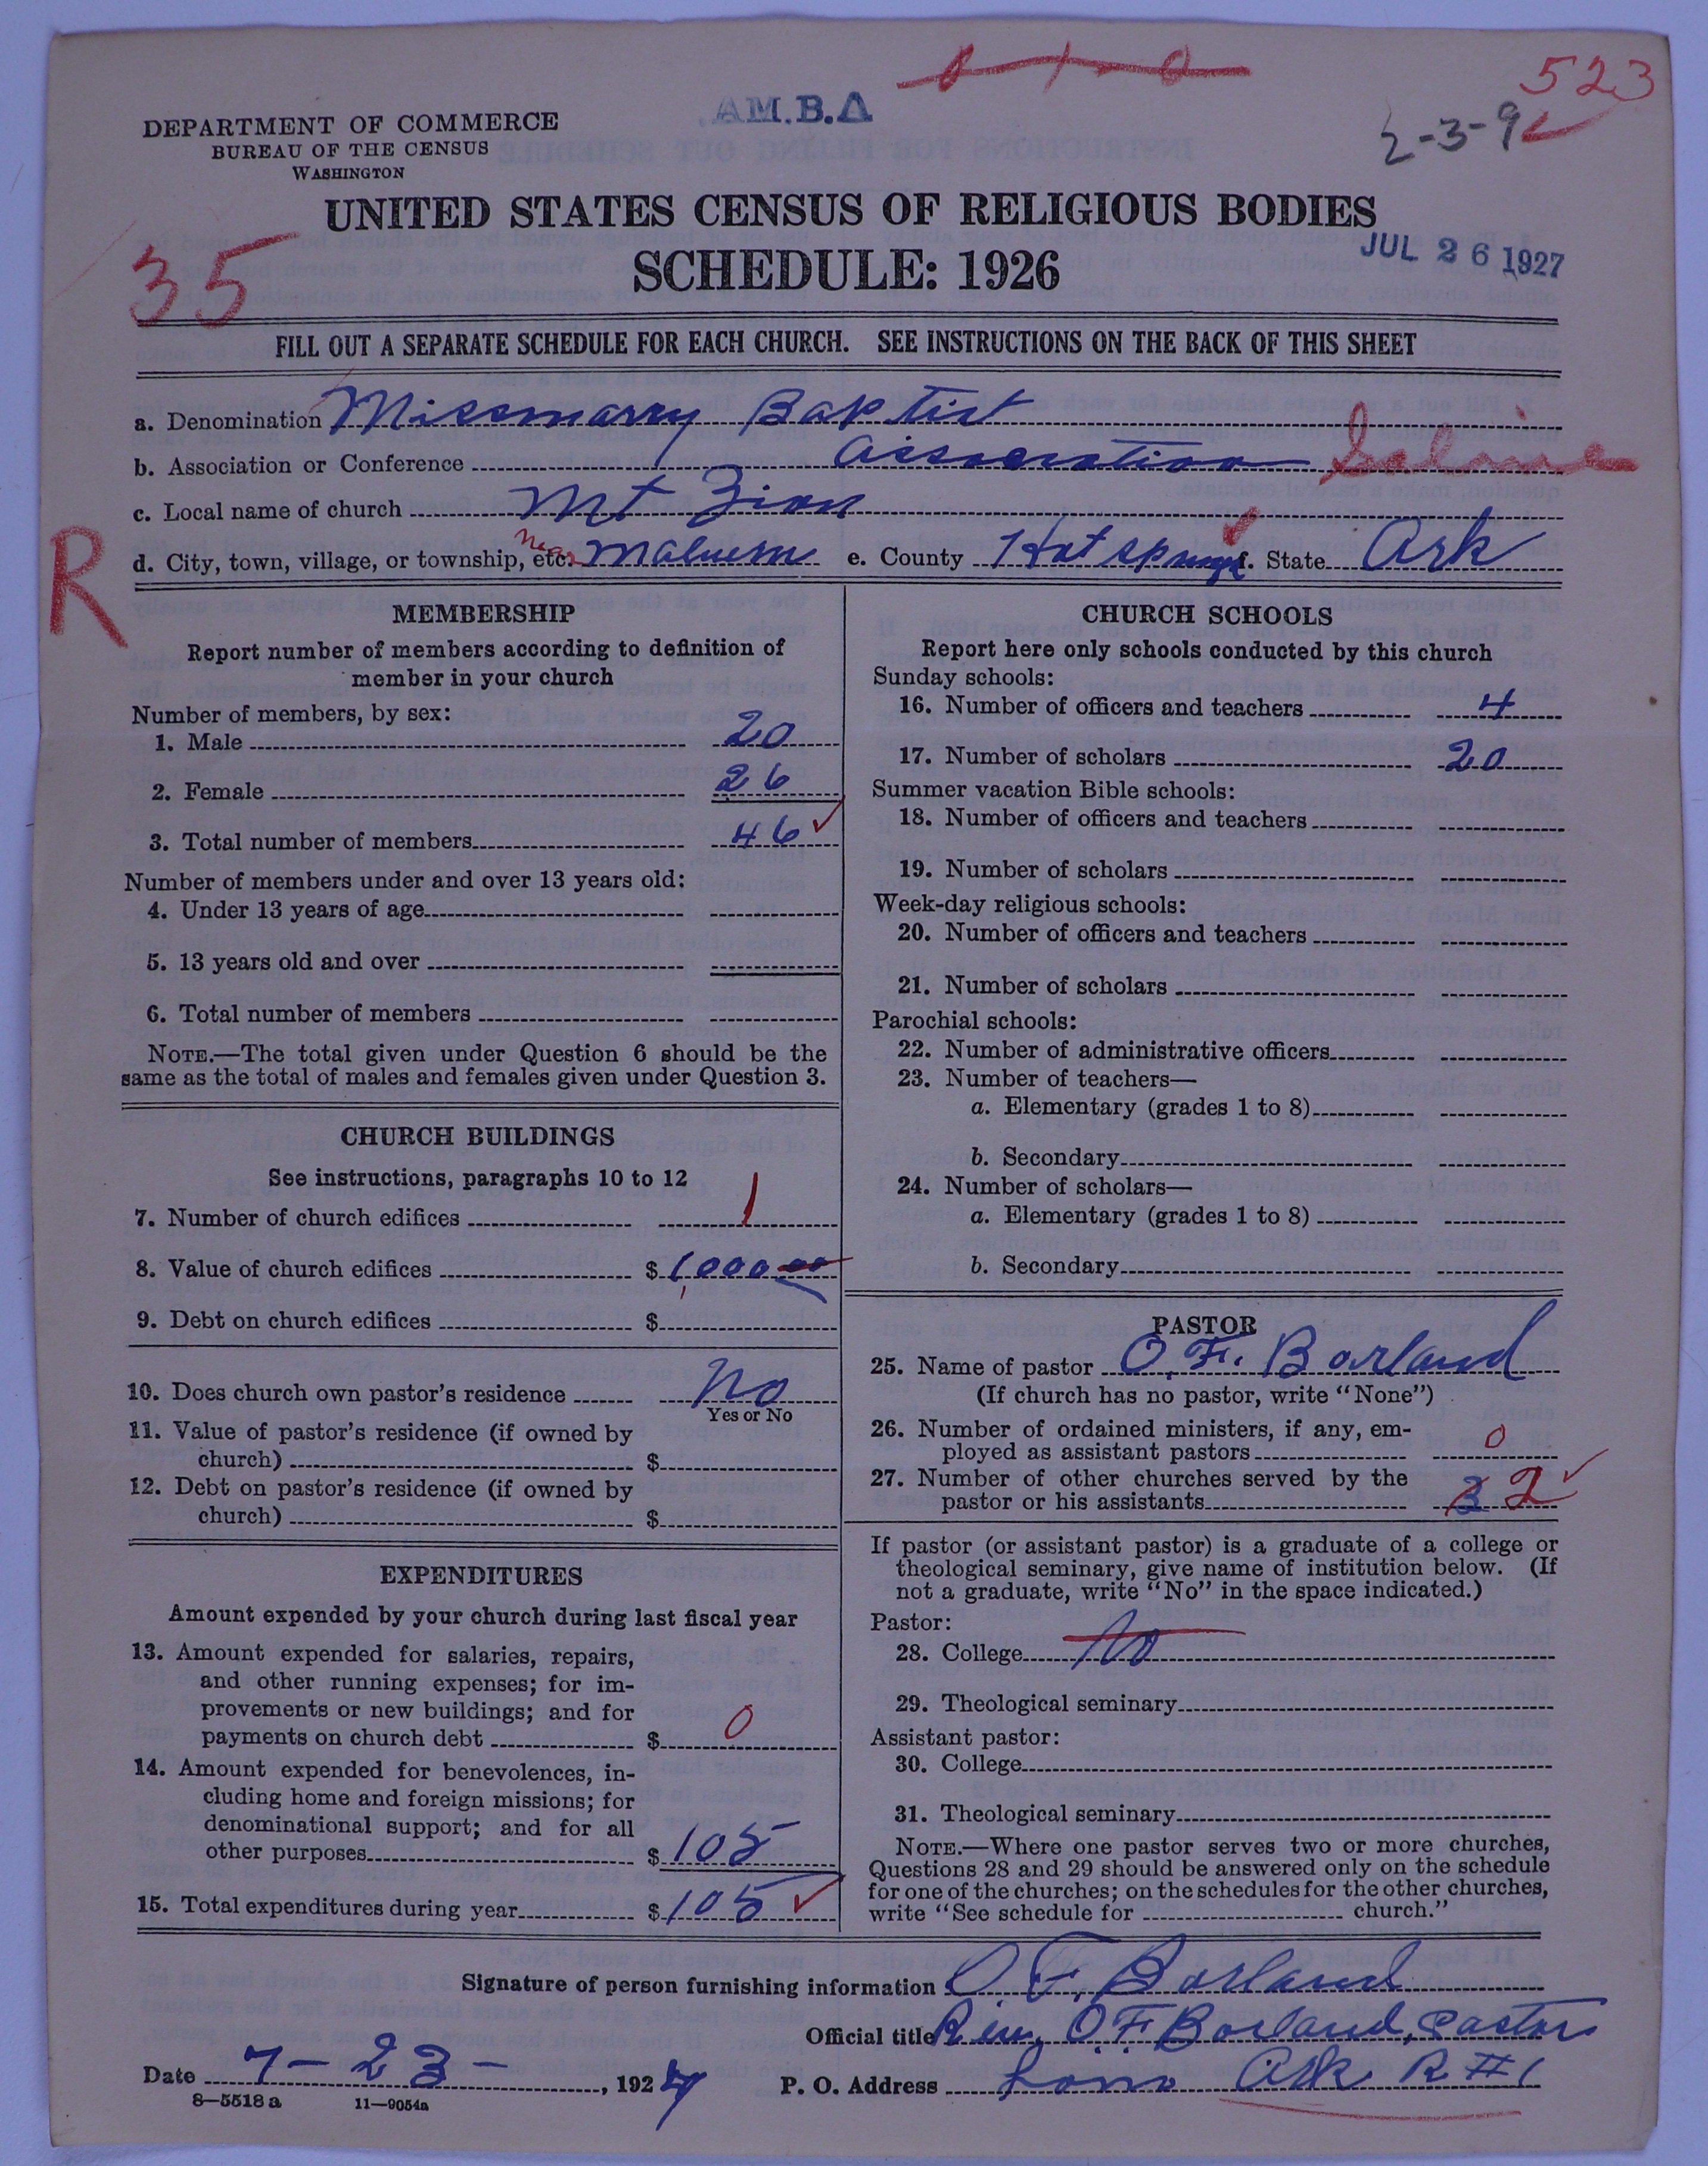 523
A.M.B.A
2-3-9
DEPARTMENT OF COMMERCE
BUREAU OF THE CENSUS
WASHINGTON
UNITED STATES CENSUS OF RELIGIOUS BODIES
SCHEDULE: 1926
JUL 26 1927
35
FILL OUT A SEPARATE SCHEDULE FOR EACH CHURCH. SEE INSTRUCTIONS ON THE BACK OF THIS SHEET
a. Denomination Missmarry Baptist
b. Association or Conference Association Saline
c. Local name of church Mt Zion
R
d. City, town, village, or township, etc. near Malvern e. County Hot springs f. State Ark
MEMBERSHIP
Report number of members according to definition of
member in your church
Number of members, by sex:
1. Male 20
2. Female 26
3. Total number of members 46
Number of members under and over 13 years old:
4. Under 13 years of age
5. 13 years old and over
6. Total number of members
NOTE.—The total given under Question 6 should be the
same as the total of males and females given under Question 3.
CHURCH BUILDINGS
See instructions, paragraphs 10 to 12
7. Number of church edifices 1
8. Value of church edifices $1,000 00
9. Debt on church edifices $
10. Does church own pastor's residence No
Yes or No
11. Value of pastor's residence (if owned by
church) $
12. Debt on pastor's residence (if owned by
church) $
EXPENDITURES
Amount expended by your church during last fiscal year
13. Amount expended for salaries, repairs,
and other running expenses; for im-
provements or new buildings; and for
payments on church debt $ 0
14. Amount expended for benevolences, in-
cluding home and foreign missions; for
denominational support; and for all
other purposes $ 105
15. Total expenditures during year $ 105
CHURCH SCHOOLS
Report here only schools conducted by this church
Sunday schools:
16. Number of officers and teachers 4
17. Number of scholars 20
Summer vacation Bible schools:
18. Number of officers and teachers
19. Number of scholars
Week-day religious schools:
20. Number of officers and teachers
21. Number of scholars
Parochial schools:
22. Number of administrative officers
23. Number of teachers—
a. Elementary (grades 1 to 8)
b. Secondary
24. Number of scholars—
a. Elementary (grades 1 to 8)
b. Secondary
PASTOR
25. Name of pastor O. F. Borland
(If church has no pastor, write "None")
26. Number of ordained ministers, if any, em-
ployed as assistant pastors 0
27. Number of other churches served by the
pastor or his assistants 3 2
If pastor (or assistant pastor) is a graduate of a college or
theological seminary, give name of institution below. (If
not a graduate, write "No" in the space indicated.)
Pastor:
28. College No
29. Theological seminary
Assistant pastor:
30. College
31. Theological seminary
NOTE.—Where one pastor serves two or more churches,
Questions 28 and 29 should be answered only on the schedule
for one of the churches; on the schedules for the other churches,
write "See schedule for church."
Signature of person furnishing information O. F. Borland
Official title Rev. O. F. Borland, Pastor
Date 7-23-, 1927 P. O. Address Lono Ark R #1
8—5518 a 11—9054a